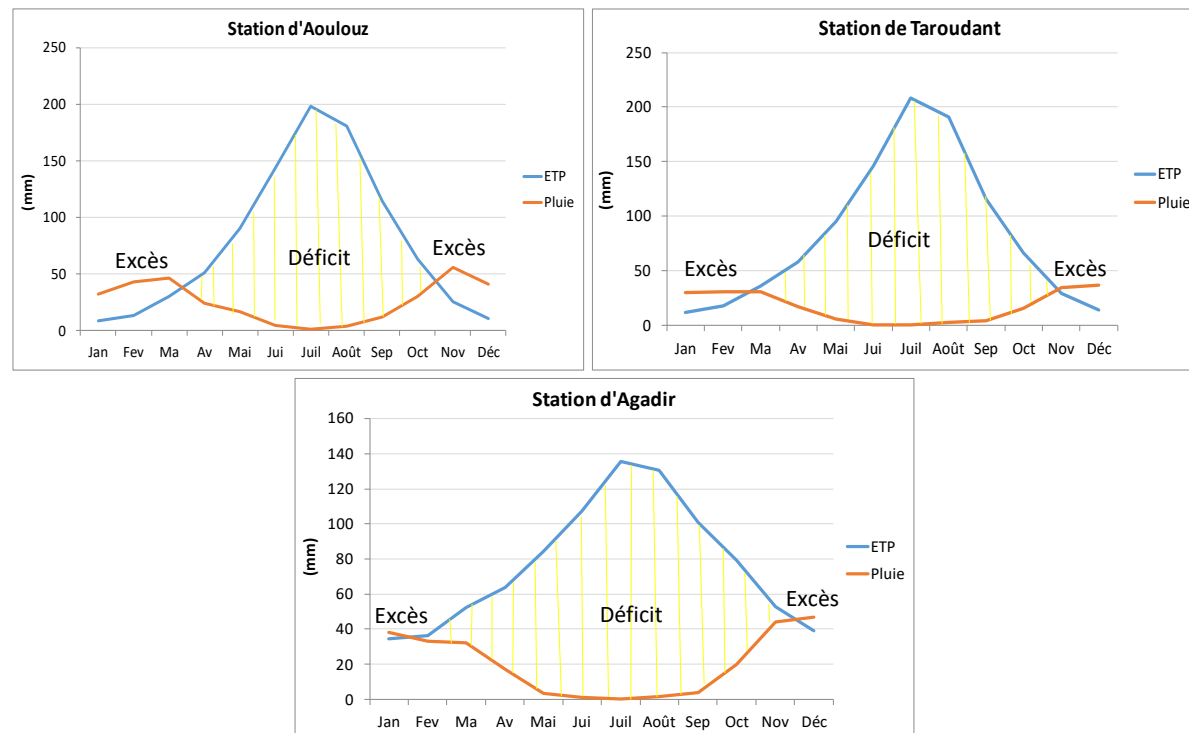 Station d'Aoulouz
250
200
150
100
50
0
(mm)
Excès
Déficit
Excès
ETP
Pluie
Jan Fev Ma Av Mai Jui Juil Août Sep Oct Nov Déc
Station de Taroudant
250
200
150
100
50
0
(mm)
Excès
Déficit
Excès
ETP
Pluie
Jan Fev Ma Av Mai Jui Juil Août Sep Oct Nov Déc
Station d'Agadir
160
140
120
100
80
60
40
20
0
(mm)
Excès
Déficit
Excès
ETP
Pluie
Jan Fev Ma Av Mai Jui Juil Août Sep Oct Nov Déc